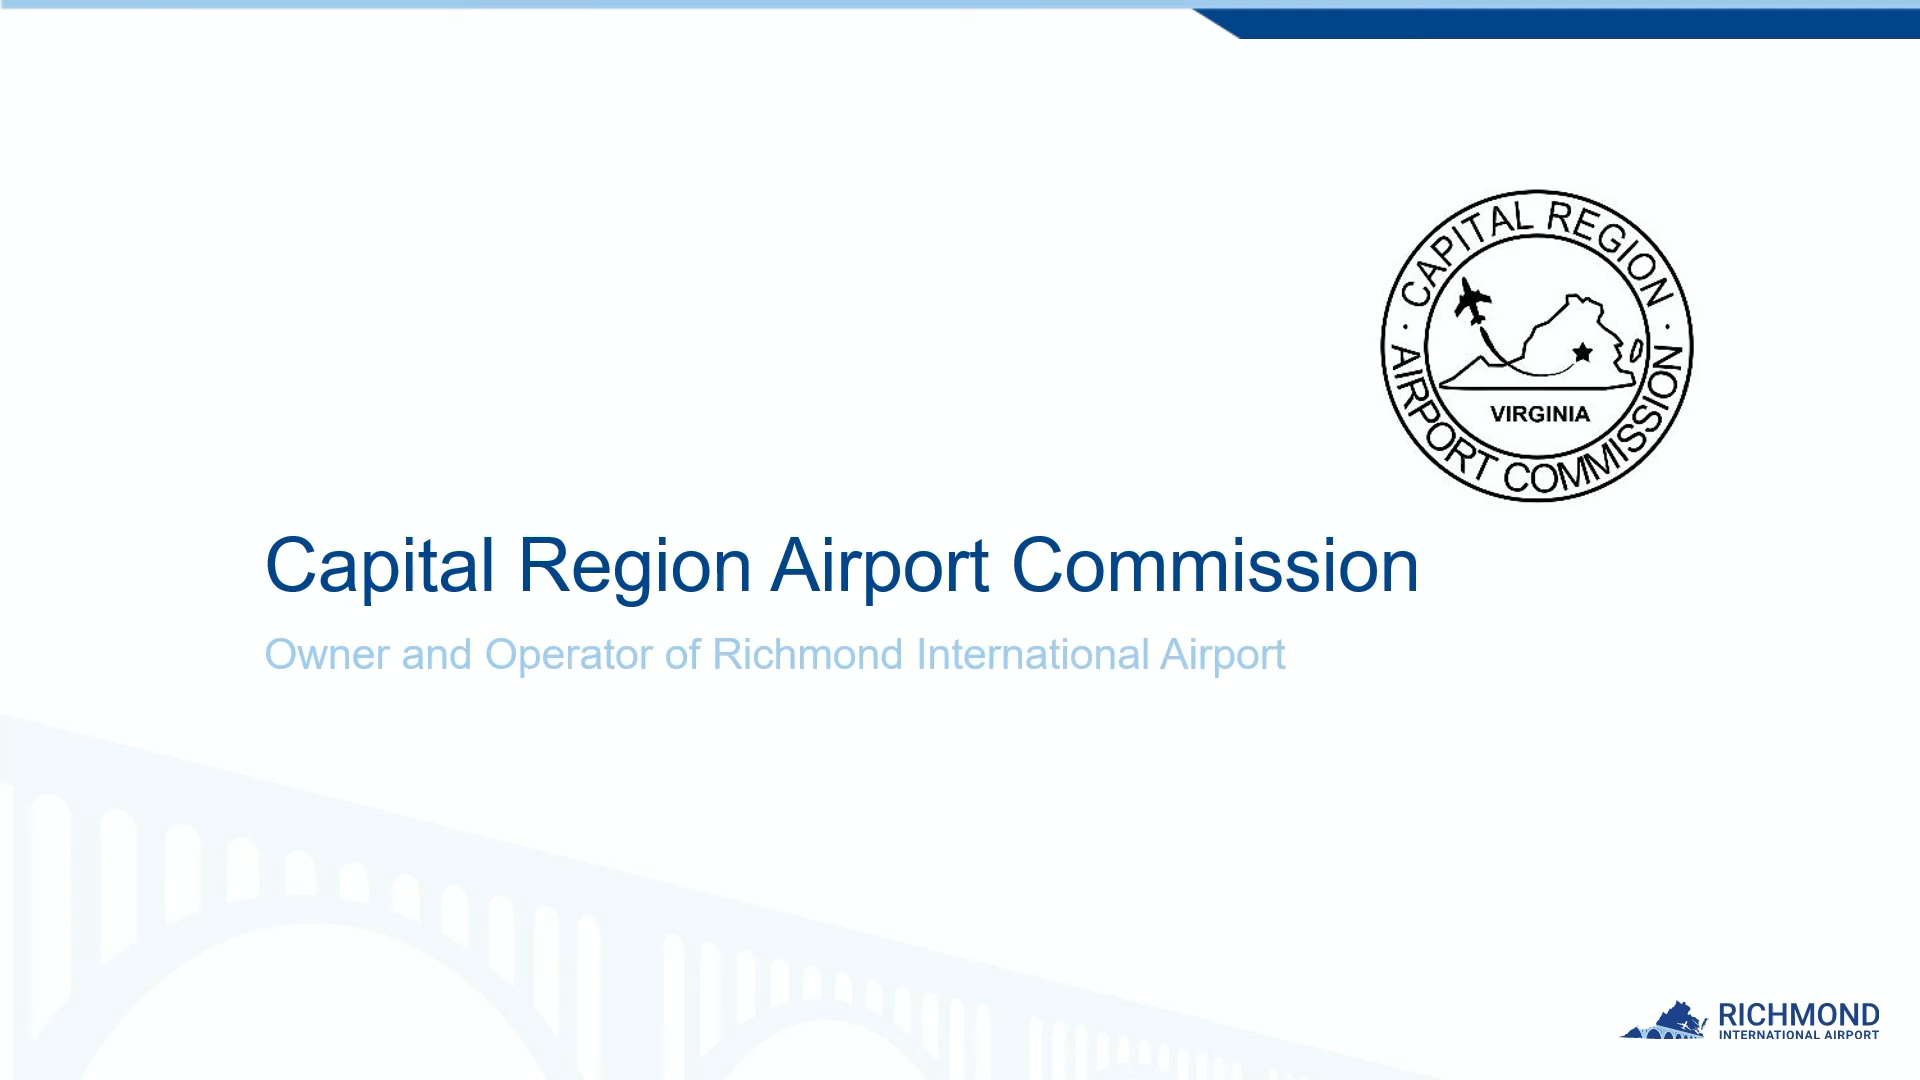 · CAPITAL REGION ·
AIRPORT COMMISSION
VIRGINIA
Capital Region Airport Commission
Owner and Operator of Richmond International Airport
RICHMOND
INTERNATIONAL AIRPORT